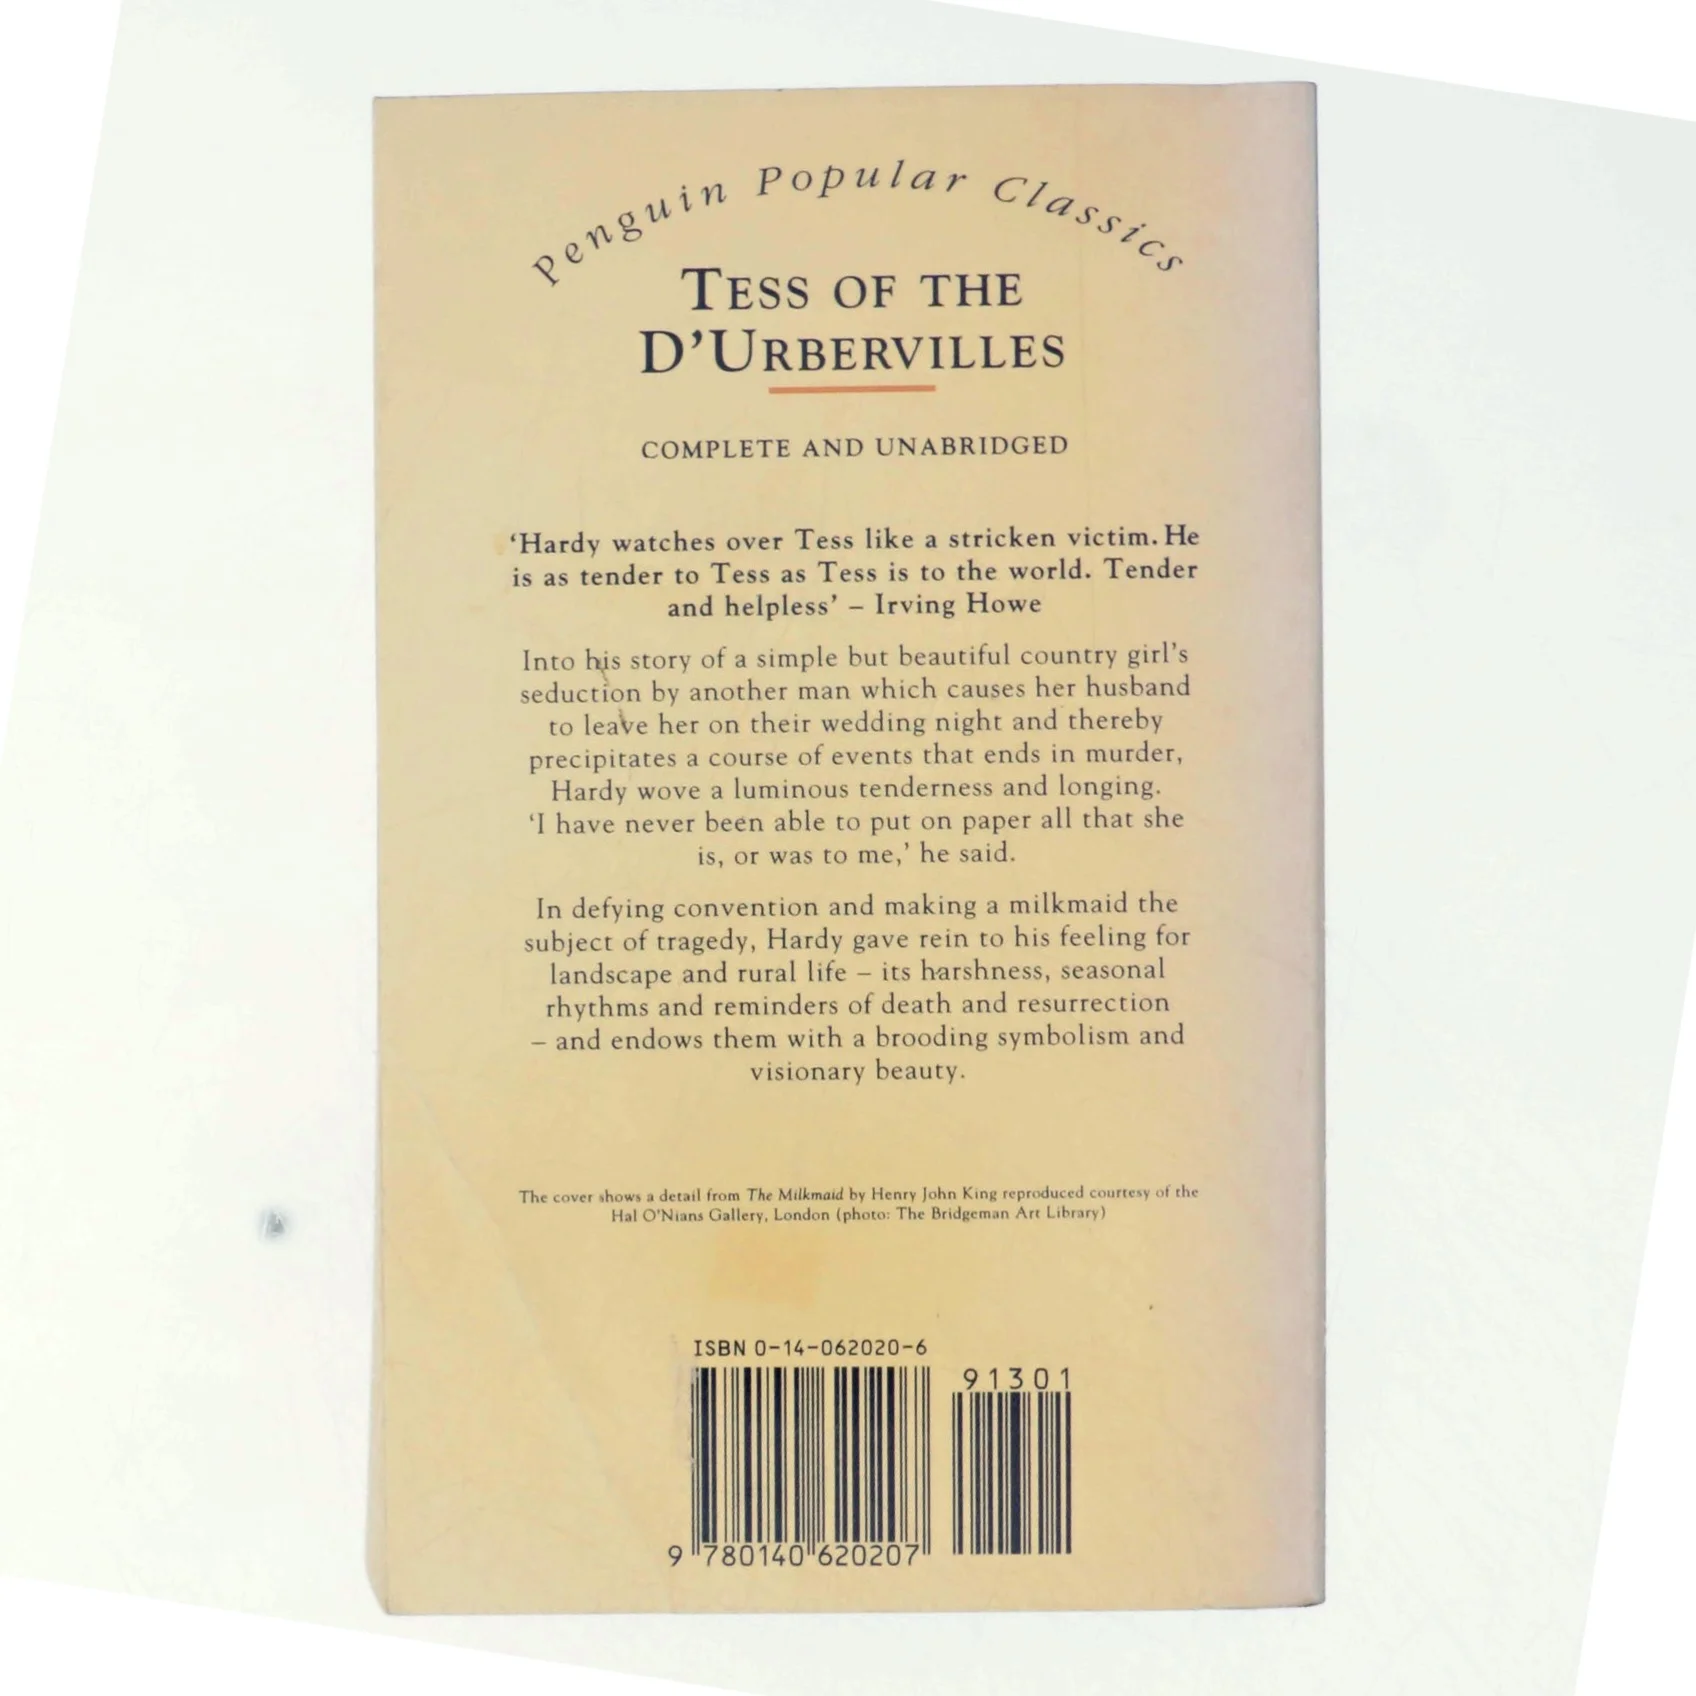 Penguin Popular Classics
TESS OF THE
D'URBERVILLES
COMPLETE AND UNABRIDGED
‘Hardy watches over Tess like a stricken victim. He
is as tender to Tess as Tess is to the world. Tender
and helpless’ – Irving Howe
Into his story of a simple but beautiful country girl’s
seduction by another man which causes her husband
to leave her on their wedding night and thereby
precipitates a course of events that ends in murder,
Hardy wove a luminous tenderness and longing.
‘I have never been able to put on paper all that she
is, or was to me,’ he said.
In defying convention and making a milkmaid the
subject of tragedy, Hardy gave rein to his feeling for
landscape and rural life – its harshness, seasonal
rhythms and reminders of death and resurrection
– and endows them with a brooding symbolism and
visionary beauty.
The cover shows a detail from The Milkmaid by Henry John King reproduced courtesy of the
Hal O'Nians Gallery, London (photo: The Bridgeman Art Library)
ISBN 0-14-062020-6
91301
9 780140 620207